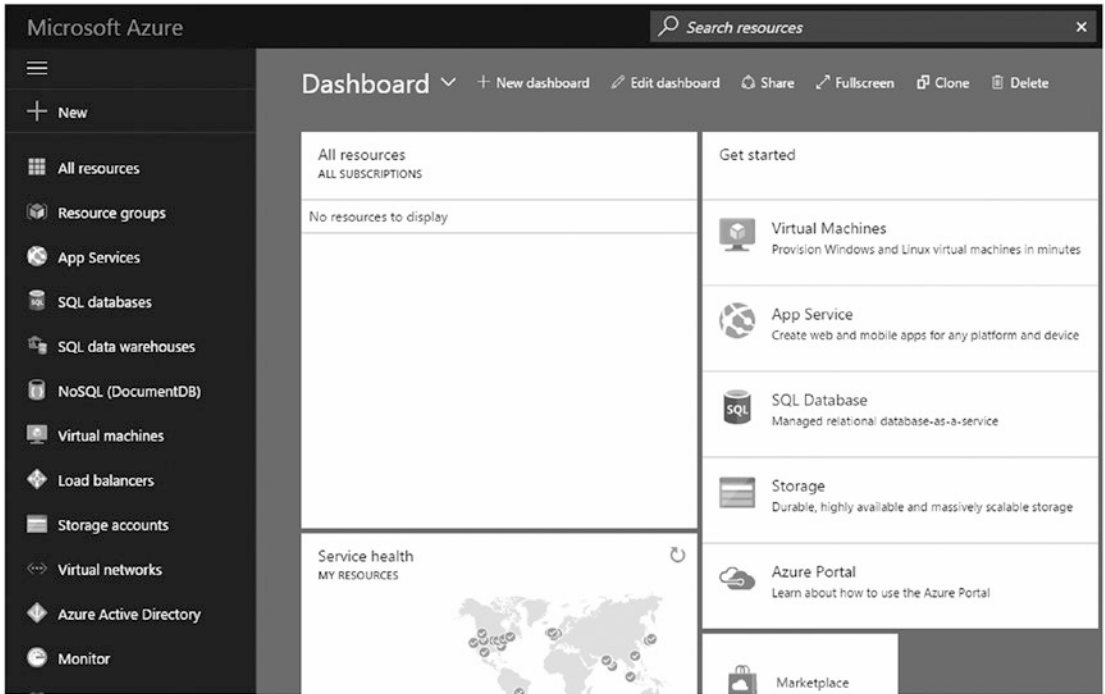 Microsoft Azure
Search resources
New
All resources
Resource groups
App Services
SQL databases
SQL data warehouses
NoSQL (DocumentDB)
Virtual machines
Load balancers
Storage accounts
Virtual networks
Azure Active Directory
Monitor
Dashboard
New dashboard
Edit dashboard
Share
Fullscreen
Clone
Delete
All resources
ALL SUBSCRIPTIONS
No resources to display
Service health
MY RESOURCES
Get started
Virtual Machines
Provision Windows and Linux virtual machines in minutes
App Service
Create web and mobile apps for any platform and device
SQL
SQL Database
Managed relational database-as-a-service
Storage
Durable, highly available and massively scalable storage
Azure Portal
Learn about how to use the Azure Portal
Marketplace